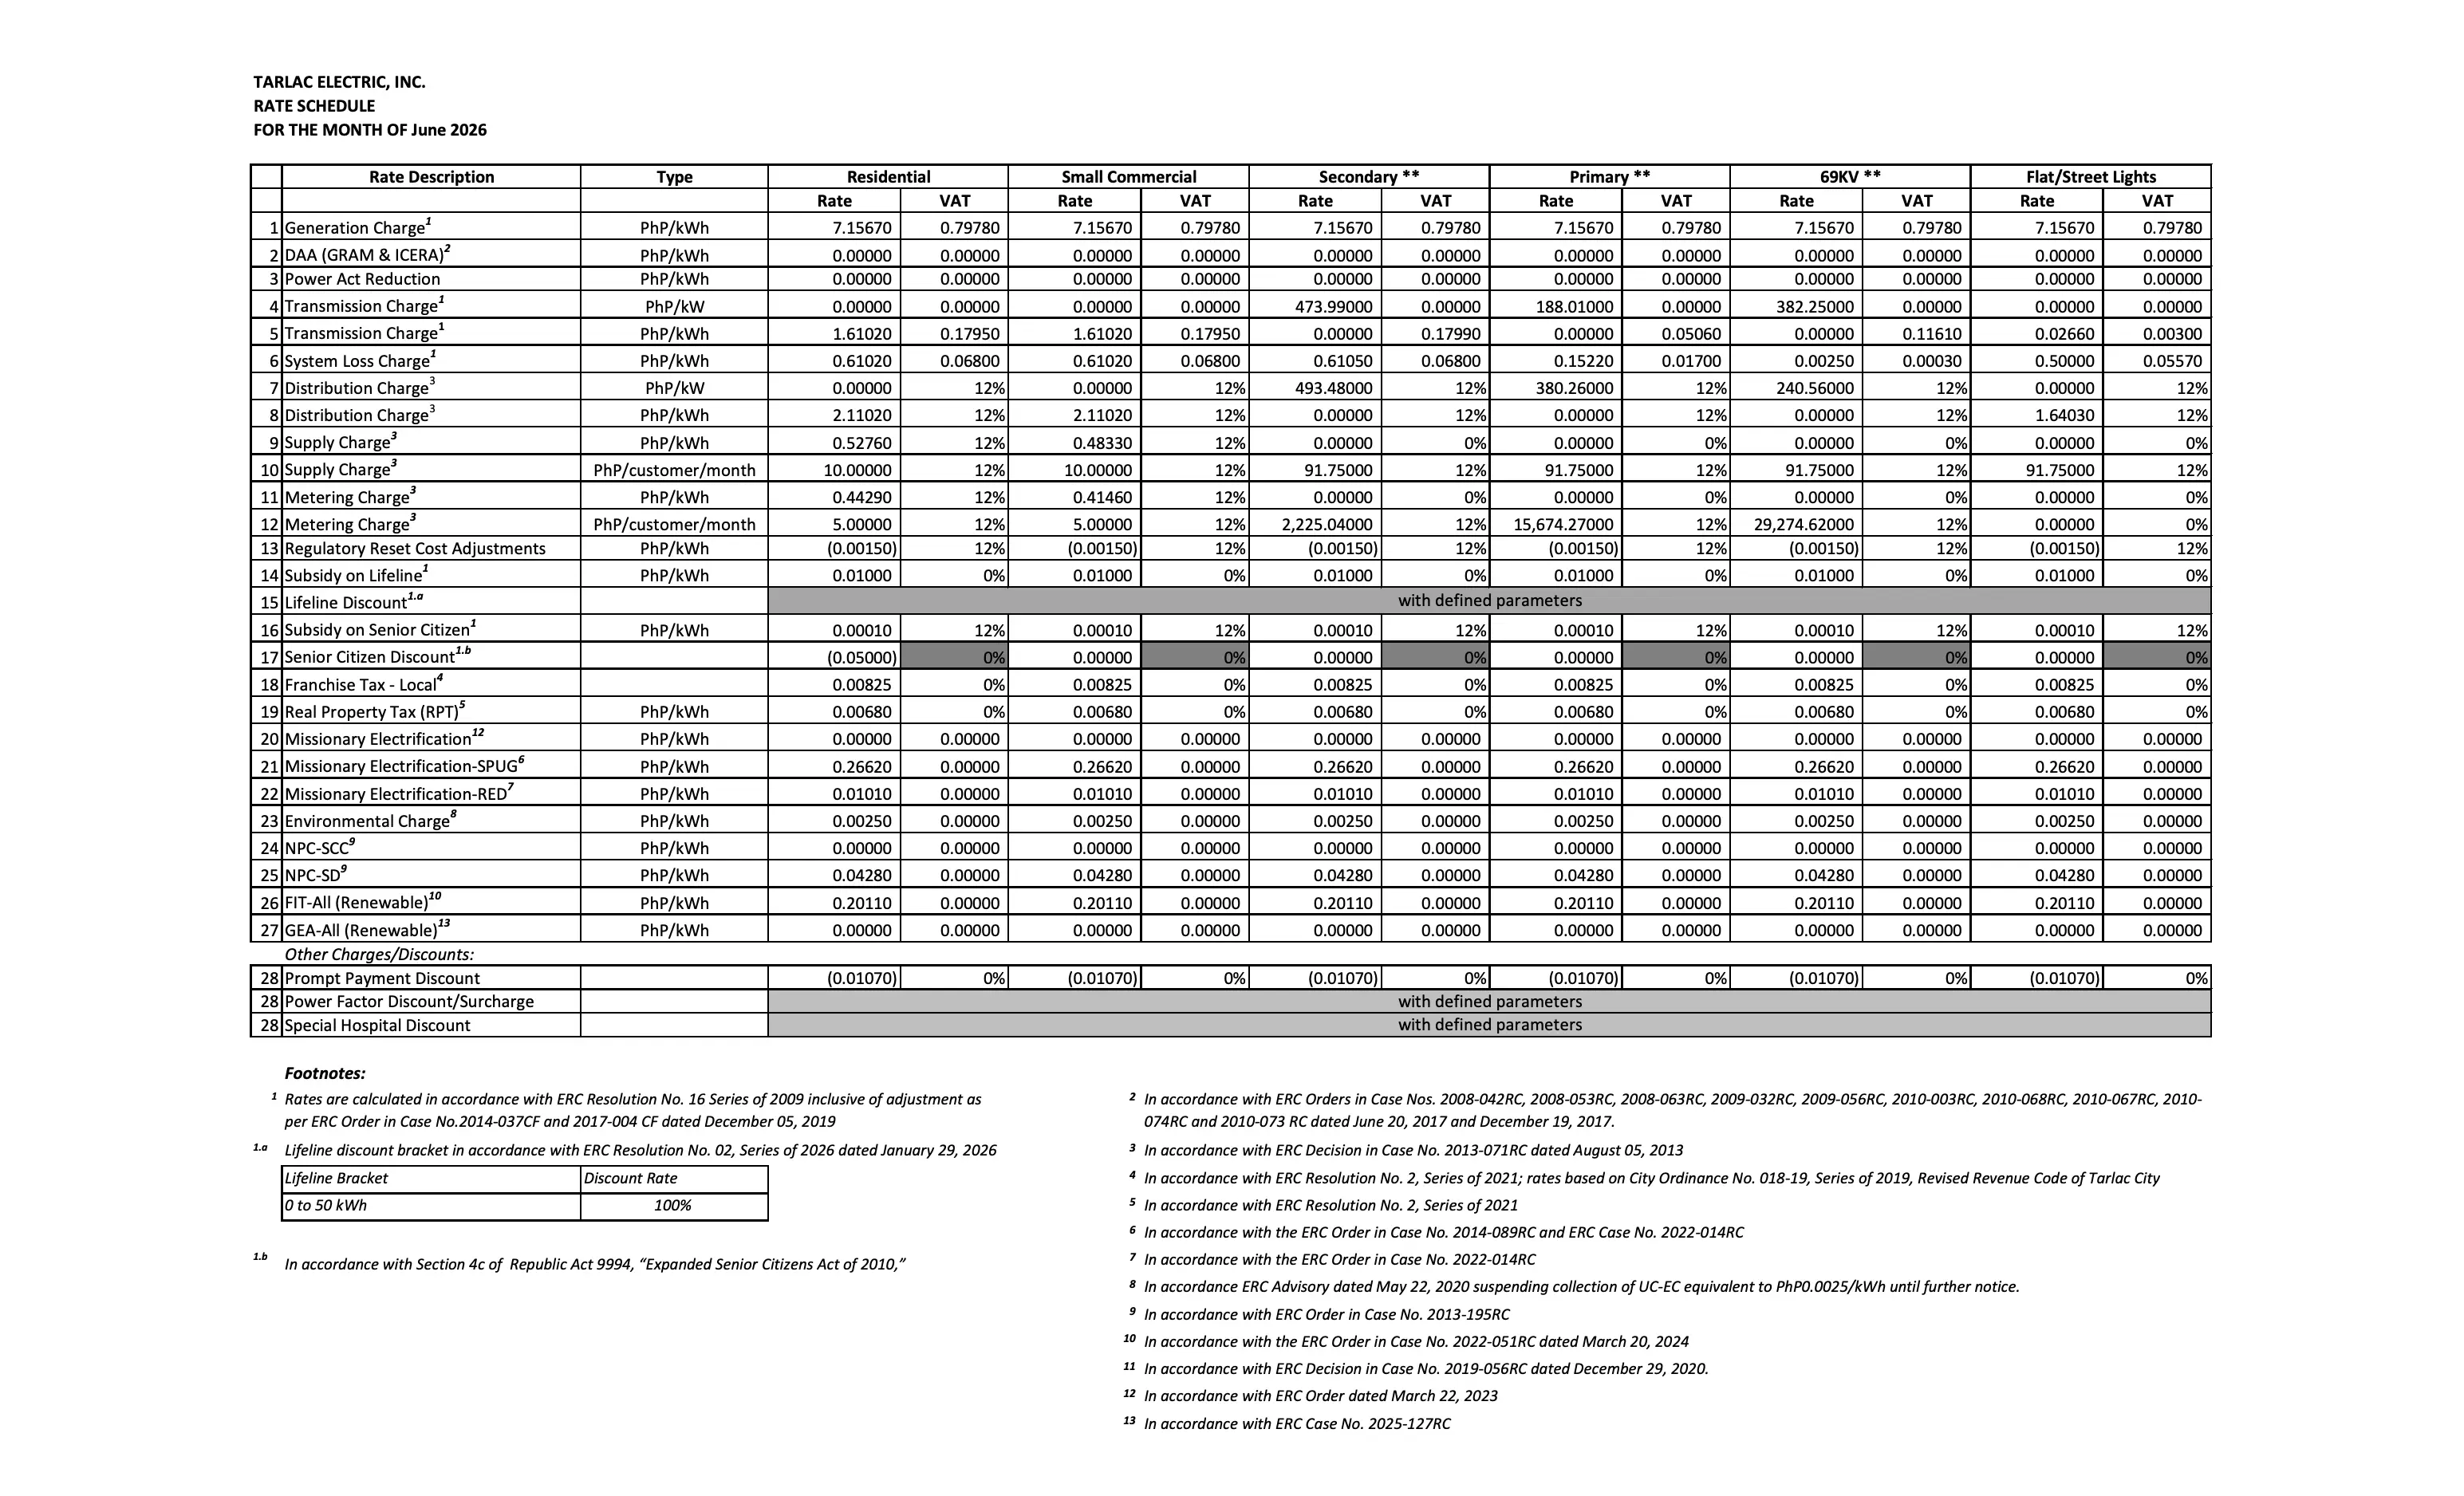 TARLAC ELECTRIC, INC.
RATE SCHEDULE
FOR THE MONTH OF June 2026
Rate Description Type Residential Small Commercial Secondary ** Primary ** 69KV ** Flat/Street Lights
Rate VAT Rate VAT Rate VAT Rate VAT Rate VAT Rate VAT
1 Generation Charge1 PhP/kWh 7.15670 0.79780 7.15670 0.79780 7.15670 0.79780 7.15670 0.79780 7.15670 0.79780 7.15670 0.79780
2 DAA (GRAM & ICERA)2 PhP/kWh 0.00000 0.00000 0.00000 0.00000 0.00000 0.00000 0.00000 0.00000 0.00000 0.00000 0.00000 0.00000
3 Power Act Reduction PhP/kWh 0.00000 0.00000 0.00000 0.00000 0.00000 0.00000 0.00000 0.00000 0.00000 0.00000 0.00000 0.00000
4 Transmission Charge1 PhP/kW 0.00000 0.00000 0.00000 0.00000 473.99000 0.00000 188.01000 0.00000 382.25000 0.00000 0.00000 0.00000
5 Transmission Charge1 PhP/kWh 1.61020 0.17950 1.61020 0.17950 0.00000 0.17990 0.00000 0.05060 0.00000 0.11610 0.02660 0.00300
6 System Loss Charge1 PhP/kWh 0.61020 0.06800 0.61020 0.06800 0.61050 0.06800 0.15220 0.01700 0.00250 0.00030 0.50000 0.05570
7 Distribution Charge3 PhP/kW 0.00000 12% 0.00000 12% 493.48000 12% 380.26000 12% 240.56000 12% 0.00000 12%
8 Distribution Charge3 PhP/kWh 2.11020 12% 2.11020 12% 0.00000 12% 0.00000 12% 0.00000 12% 1.64030 12%
9 Supply Charge3 PhP/kWh 0.52760 12% 0.48330 12% 0.00000 0% 0.00000 0% 0.00000 0% 0.00000 0%
10 Supply Charge3 PhP/customer/month 10.00000 12% 10.00000 12% 91.75000 12% 91.75000 12% 91.75000 12% 91.75000 12%
11 Metering Charge3 PhP/kWh 0.44290 12% 0.41460 12% 0.00000 0% 0.00000 0% 0.00000 0% 0.00000 0%
12 Metering Charge3 PhP/customer/month 5.00000 12% 5.00000 12% 2,225.04000 12% 15,674.27000 12% 29,274.62000 12% 0.00000 0%
13 Regulatory Reset Cost Adjustments PhP/kWh (0.00150) 12% (0.00150) 12% (0.00150) 12% (0.00150) 12% (0.00150) 12% (0.00150) 12%
14 Subsidy on Lifeline1 PhP/kWh 0.01000 0% 0.01000 0% 0.01000 0% 0.01000 0% 0.01000 0% 0.01000 0%
15 Lifeline Discount1.a with defined parameters
16 Subsidy on Senior Citizen1 PhP/kWh 0.00010 12% 0.00010 12% 0.00010 12% 0.00010 12% 0.00010 12% 0.00010 12%
17 Senior Citizen Discount1.b (0.05000) 0% 0.00000 0% 0.00000 0% 0.00000 0% 0.00000 0% 0.00000 0%
18 Franchise Tax - Local4 0.00825 0% 0.00825 0% 0.00825 0% 0.00825 0% 0.00825 0% 0.00825 0%
19 Real Property Tax (RPT)5 PhP/kWh 0.00680 0% 0.00680 0% 0.00680 0% 0.00680 0% 0.00680 0% 0.00680 0%
20 Missionary Electrification12 PhP/kWh 0.00000 0.00000 0.00000 0.00000 0.00000 0.00000 0.00000 0.00000 0.00000 0.00000 0.00000 0.00000
21 Missionary Electrification-SPUG6 PhP/kWh 0.26620 0.00000 0.26620 0.00000 0.26620 0.00000 0.26620 0.00000 0.26620 0.00000 0.26620 0.00000
22 Missionary Electrification-RED7 PhP/kWh 0.01010 0.00000 0.01010 0.00000 0.01010 0.00000 0.01010 0.00000 0.01010 0.00000 0.01010 0.00000
23 Environmental Charge8 PhP/kWh 0.00250 0.00000 0.00250 0.00000 0.00250 0.00000 0.00250 0.00000 0.00250 0.00000 0.00250 0.00000
24 NPC-SCC9 PhP/kWh 0.00000 0.00000 0.00000 0.00000 0.00000 0.00000 0.00000 0.00000 0.00000 0.00000 0.00000 0.00000
25 NPC-SD9 PhP/kWh 0.04280 0.00000 0.04280 0.00000 0.04280 0.00000 0.04280 0.00000 0.04280 0.00000 0.04280 0.00000
26 FIT-All (Renewable)10 PhP/kWh 0.20110 0.00000 0.20110 0.00000 0.20110 0.00000 0.20110 0.00000 0.20110 0.00000 0.20110 0.00000
27 GEA-All (Renewable)13 PhP/kWh 0.00000 0.00000 0.00000 0.00000 0.00000 0.00000 0.00000 0.00000 0.00000 0.00000 0.00000 0.00000
Other Charges/Discounts:
28 Prompt Payment Discount (0.01070) 0% (0.01070) 0% (0.01070) 0% (0.01070) 0% (0.01070) 0% (0.01070) 0%
28 Power Factor Discount/Surcharge with defined parameters
28 Special Hospital Discount with defined parameters
Footnotes:
1 Rates are calculated in accordance with ERC Resolution No. 16 Series of 2009 inclusive of adjustment as
per ERC Order in Case No.2014-037CF and 2017-004 CF dated December 05, 2019
1.a Lifeline discount bracket in accordance with ERC Resolution No. 02, Series of 2026 dated January 29, 2026
Lifeline Bracket Discount Rate
0 to 50 kWh 100%
1.b In accordance with Section 4c of Republic Act 9994, “Expanded Senior Citizens Act of 2010,”
2 In accordance with ERC Orders in Case Nos. 2008-042RC, 2008-053RC, 2008-063RC, 2009-032RC, 2009-056RC, 2010-003RC, 2010-068RC, 2010-067RC, 2010-
074RC and 2010-073 RC dated June 20, 2017 and December 19, 2017.
3 In accordance with ERC Decision in Case No. 2013-071RC dated August 05, 2013
4 In accordance with ERC Resolution No. 2, Series of 2021; rates based on City Ordinance No. 018-19, Series of 2019, Revised Revenue Code of Tarlac City
5 In accordance with ERC Resolution No. 2, Series of 2021
6 In accordance with the ERC Order in Case No. 2014-089RC and ERC Case No. 2022-014RC
7 In accordance with the ERC Order in Case No. 2022-014RC
8 In accordance ERC Advisory dated May 22, 2020 suspending collection of UC-EC equivalent to PhP0.0025/kWh until further notice.
9 In accordance with ERC Order in Case No. 2013-195RC
10 In accordance with the ERC Order in Case No. 2022-051RC dated March 20, 2024
11 In accordance with ERC Decision in Case No. 2019-056RC dated December 29, 2020.
12 In accordance with ERC Order dated March 22, 2023
13 In accordance with ERC Case No. 2025-127RC